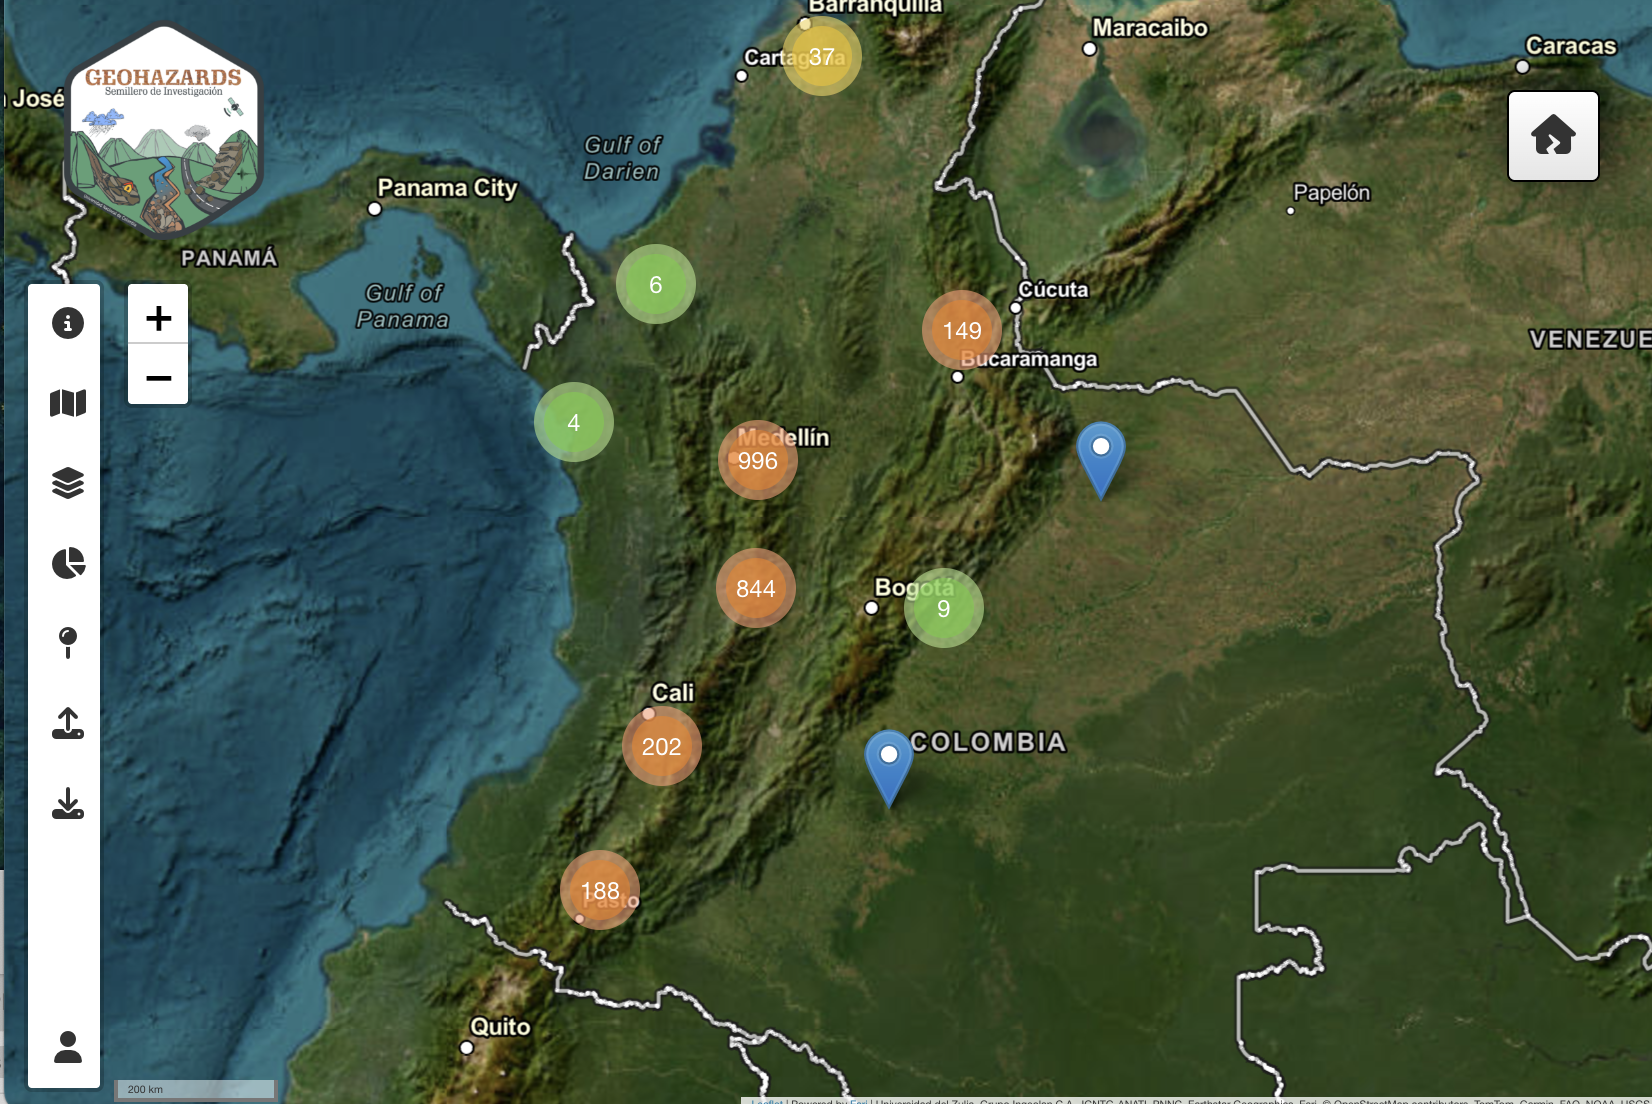 Barranquilla
Maracaibo
Caracas
37
Cartagena
José
GEOHAZARDS
Semillero de Investigación
Gulf of
Darien
Papelón
Panama City
PANAMÁ
6
Gulf of
Panama
Cúcuta
149
Bucaramanga
VENEZUE
+
−
4
Medellín
996
844
Bogotá
9
Cali
202
COLOMBIA
188
Pasto
Quito
200 km
Leaflet | Powered by Esri | Universidad del Zulia, Grupo Ingeolan C.A., IGNTG-ANATI, PNNC, Earthstar Geographics, Esri, © OpenStreetMap contributors, TomTom, Garmin, FAO, NOAA, USGS